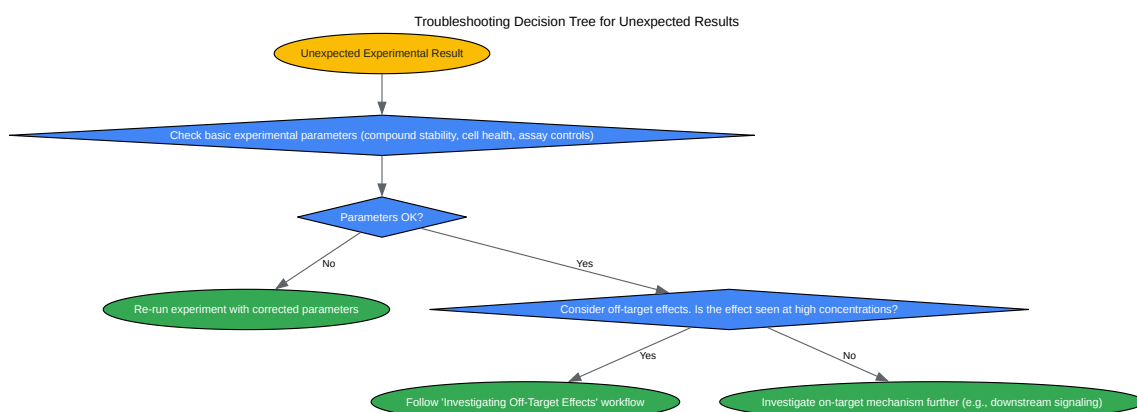 Troubleshooting Decision Tree for Unexpected Results
Unexpected Experimental Result
Check basic experimental parameters (compound stability, cell health, assay controls)
Parameters OK?
No
Yes
Re-run experiment with corrected parameters
Consider off-target effects. Is the effect seen at high concentrations?
Yes
No
Follow 'Investigating Off-Target Effects' workflow
Investigate on-target mechanism further (e.g., downstream signaling)